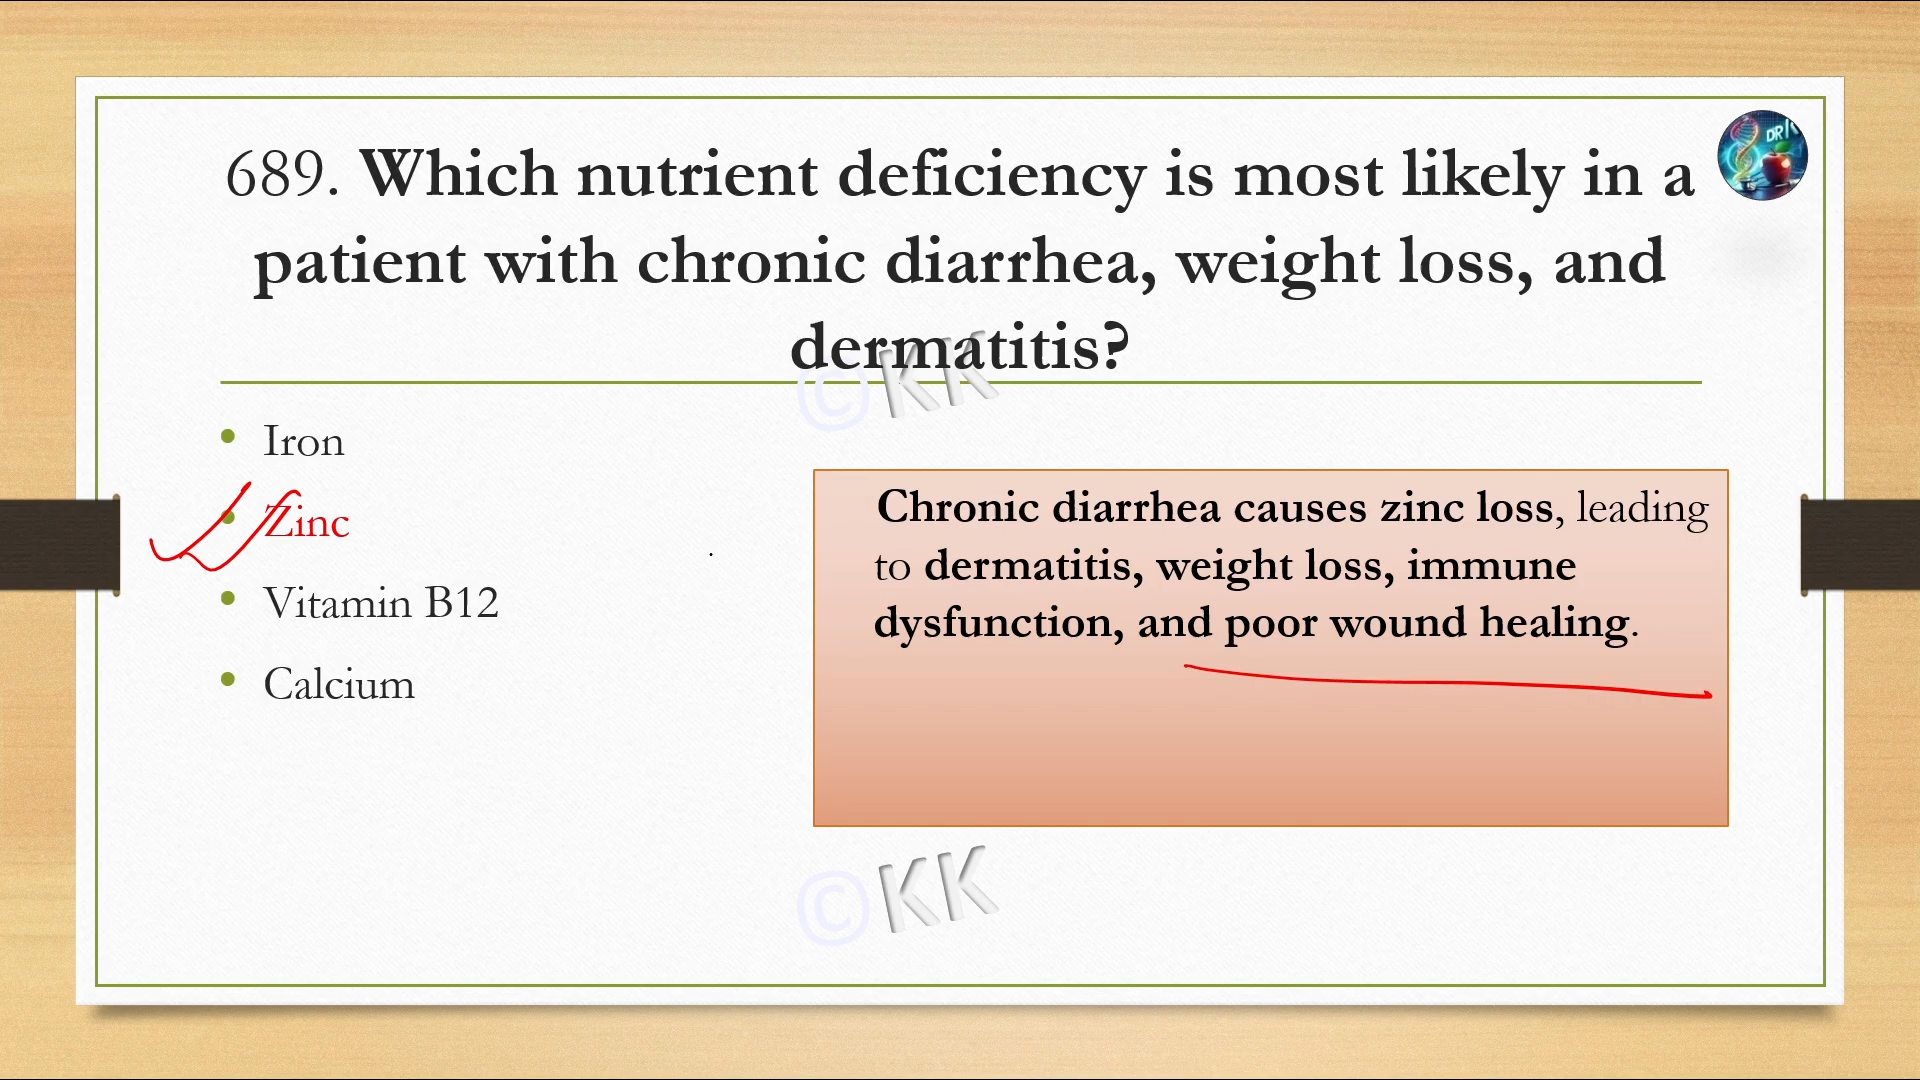 689. Which nutrient deficiency is most likely in a
patient with chronic diarrhea, weight loss, and
dermatitis?
©KK
• Iron
• Zinc
• Vitamin B12
• Calcium
Chronic diarrhea causes zinc loss, leading
to dermatitis, weight loss, immune
dysfunction, and poor wound healing.
©KK